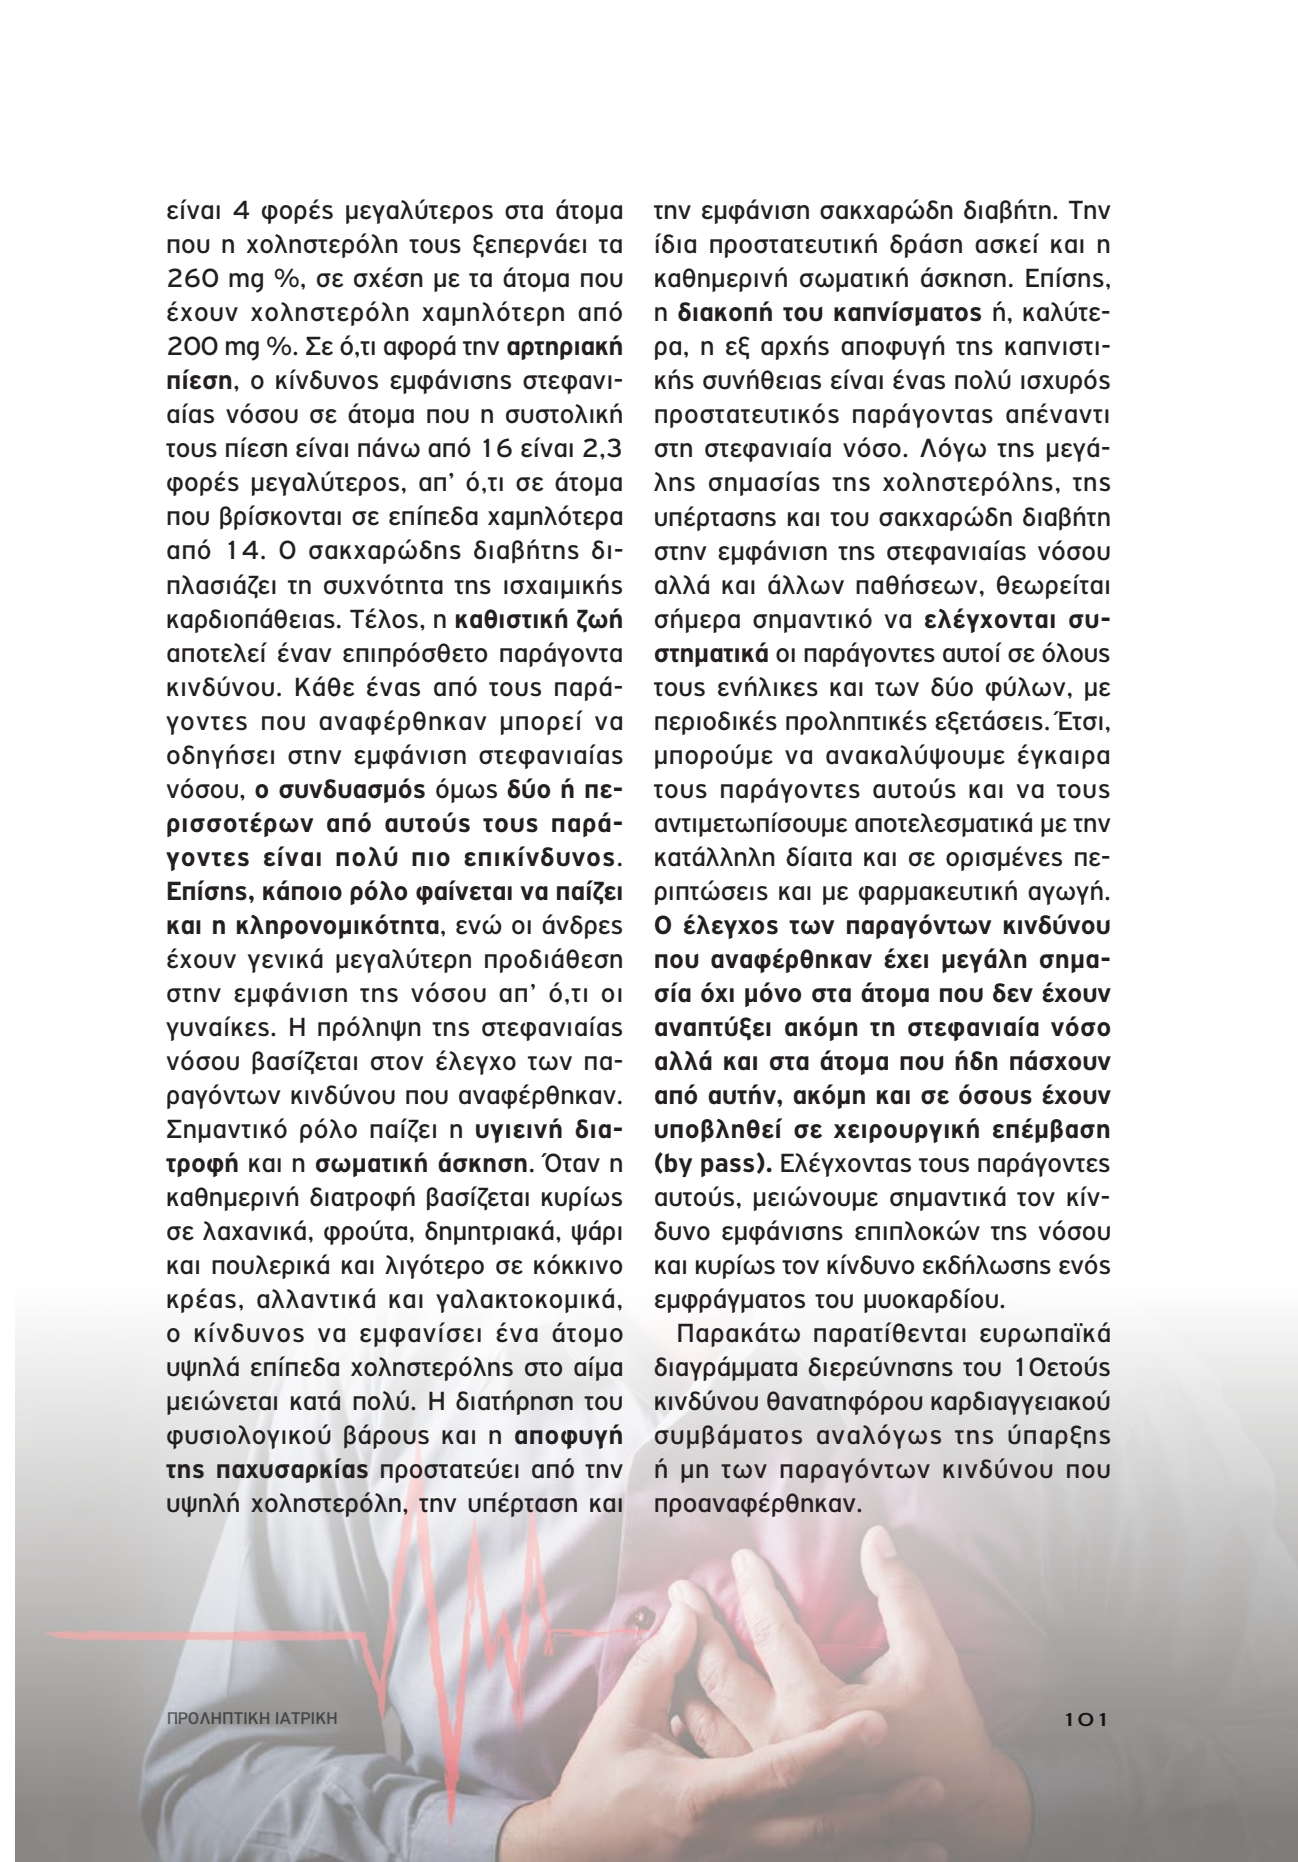 είναι 4 φορές μεγαλύτερος στα άτομα
που η χοληστερόλη τους ξεπερνάει τα
260 mg %, σε σχέση με τα άτομα που
έχουν χοληστερόλη χαμηλότερη από
200 mg %. Σε ό,τι αφορά την αρτηριακή
πίεση, ο κίνδυνος εμφάνισης στεφανι-
αίας νόσου σε άτομα που η συστολική
τους πίεση είναι πάνω από 16 είναι 2,3
φορές μεγαλύτερος, απ’ ό,τι σε άτομα
που βρίσκονται σε επίπεδα χαμηλότερα
από 14. Ο σακχαρώδης διαβήτης δι-
πλασιάζει τη συχνότητα της ισχαιμικής
καρδιοπάθειας. Τέλος, η καθιστική ζωή
αποτελεί έναν επιπρόσθετο παράγοντα
κινδύνου. Κάθε ένας από τους παρά-
γοντες που αναφέρθηκαν μπορεί να
οδηγήσει στην εμφάνιση στεφανιαίας
νόσου, ο συνδυασμός όμως δύο ή πε-
ρισσοτέρων από αυτούς τους παρά-
γοντες είναι πολύ πιο επικίνδυνος.
Επίσης, κάποιο ρόλο φαίνεται να παίζει
και η κληρονομικότητα, ενώ οι άνδρες
έχουν γενικά μεγαλύτερη προδιάθεση
στην εμφάνιση της νόσου απ’ ό,τι οι
γυναίκες. Η πρόληψη της στεφανιαίας
νόσου βασίζεται στον έλεγχο των πα-
ραγόντων κινδύνου που αναφέρθηκαν.
Σημαντικό ρόλο παίζει η υγιεινή δια-
τροφή και η σωματική άσκηση. Όταν η
καθημερινή διατροφή βασίζεται κυρίως
σε λαχανικά, φρούτα, δημητριακά, ψάρι
και πουλερικά και λιγότερο σε κόκκινο
κρέας, αλλαντικά και γαλακτοκομικά,
ο κίνδυνος να εμφανίσει ένα άτομο
υψηλά επίπεδα χοληστερόλης στο αίμα
μειώνεται κατά πολύ. Η διατήρηση του
φυσιολογικού βάρους και η αποφυγή
της παχυσαρκίας προστατεύει από την
υψηλή χοληστερόλη, την υπέρταση και
την εμφάνιση σακχαρώδη διαβήτη. Την
ίδια προστατευτική δράση ασκεί και η
καθημερινή σωματική άσκηση. Επίσης,
η διακοπή του καπνίσματος ή, καλύτε-
ρα, η εξ αρχής αποφυγή της καπνιστι-
κής συνήθειας είναι ένας πολύ ισχυρός
προστατευτικός παράγοντας απέναντι
στη στεφανιαία νόσο. Λόγω της μεγά-
λης σημασίας της χοληστερόλης, της
υπέρτασης και του σακχαρώδη διαβήτη
στην εμφάνιση της στεφανιαίας νόσου
αλλά και άλλων παθήσεων, θεωρείται
σήμερα σημαντικό να ελέγχονται συ-
στηματικά οι παράγοντες αυτοί σε όλους
τους ενήλικες και των δύο φύλων, με
περιοδικές προληπτικές εξετάσεις. Έτσι,
μπορούμε να ανακαλύψουμε έγκαιρα
τους παράγοντες αυτούς και να τους
αντιμετωπίσουμε αποτελεσματικά με την
κατάλληλη δίαιτα και σε ορισμένες πε-
ριπτώσεις και με φαρμακευτική αγωγή.
Ο έλεγχος των παραγόντων κινδύνου
που αναφέρθηκαν έχει μεγάλη σημα-
σία όχι μόνο στα άτομα που δεν έχουν
αναπτύξει ακόμη τη στεφανιαία νόσο
αλλά και στα άτομα που ήδη πάσχουν
από αυτήν, ακόμη και σε όσους έχουν
υποβληθεί σε χειρουργική επέμβαση
(by pass). Ελέγχοντας τους παράγοντες
αυτούς, μειώνουμε σημαντικά τον κίν-
δυνο εμφάνισης επιπλοκών της νόσου
και κυρίως τον κίνδυνο εκδήλωσης ενός
εμφράγματος του μυοκαρδίου.
Παρακάτω παρατίθενται ευρωπαϊκά
διαγράμματα διερεύνησης του 10ετούς
κινδύνου θανατηφόρου καρδιαγγειακού
συμβάματος αναλόγως της ύπαρξης
ή μη των παραγόντων κινδύνου που
προαναφέρθηκαν.
ΠΡΟΛΗΠΤΙΚΗ ΙΑΤΡΙΚΗ
101